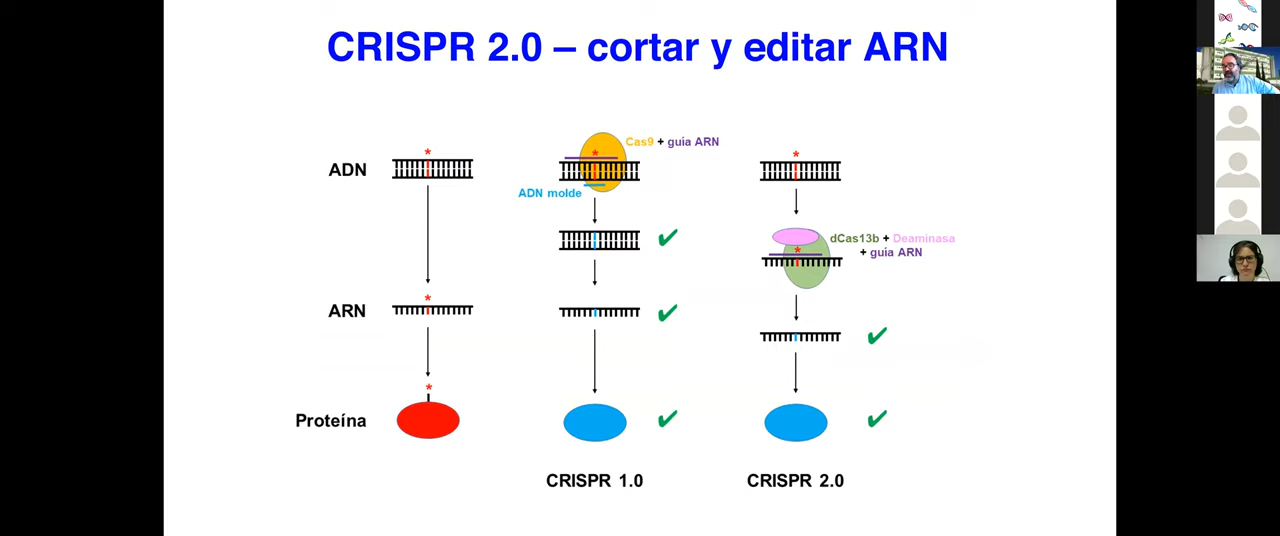 CRISPR 2.0 – cortar y editar ARN
*
*
*
Cas9 + guia ARN
ADN
ADN molde
dCas13b + Deaminasa
+ guia ARN
*
*
ARN
*
Proteína
CRISPR 1.0
CRISPR 2.0